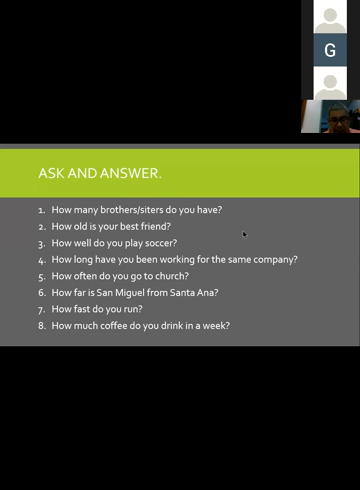 G
ASK AND ANSWER.
1. How many brothers/siters do you have?
2. How old is your best friend?
3. How well do you play soccer?
4. How long have you been working for the same company?
5. How often do you go to church?
6. How far is San Miguel from Santa Ana?
7. How fast do you run?
8. How much coffee do you drink in a week?